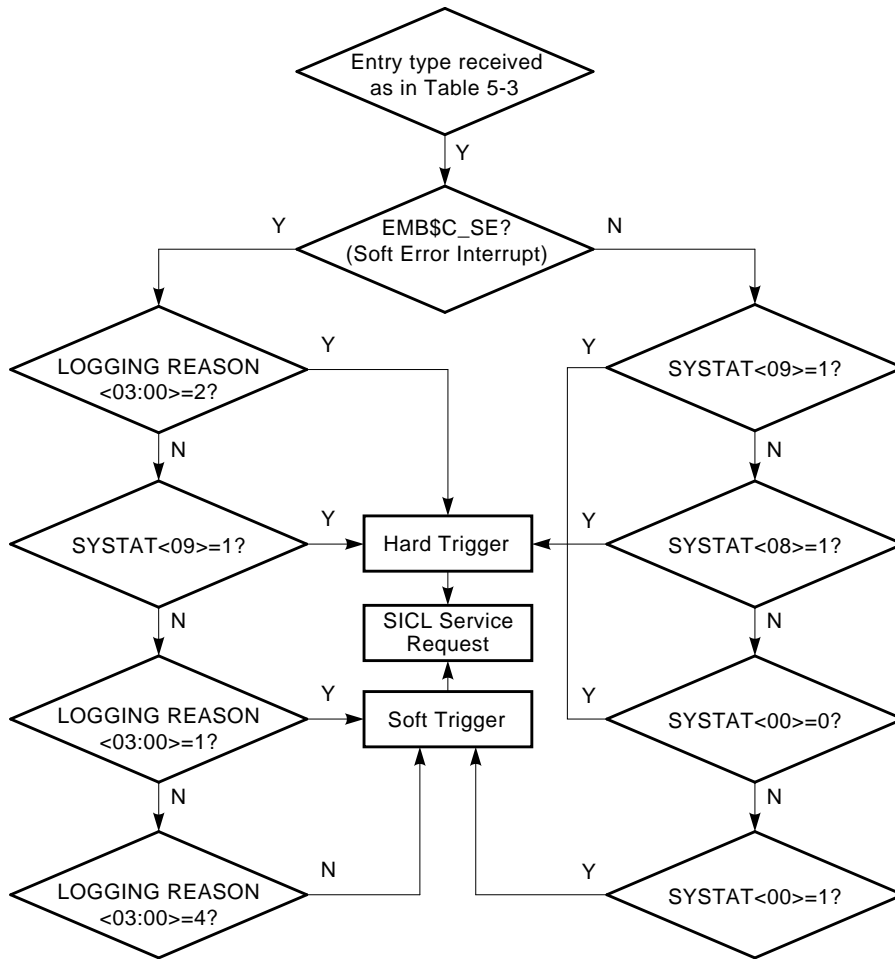 Entry type received
as in Table 5-3
Y
EMB$C_SE?
(Soft Error Interrupt)
Y
N
LOGGING REASON
<03:00>=2?
Y
Y
SYSTAT<09>=1?
N
N
SYSTAT<09>=1?
Y
Hard Trigger
Y
SYSTAT<08>=1?
SICL Service
Request
N
N
LOGGING REASON
<03:00>=1?
Y
Soft Trigger
Y
SYSTAT<00>=0?
N
N
LOGGING REASON
<03:00>=4?
N
Y
SYSTAT<00>=1?